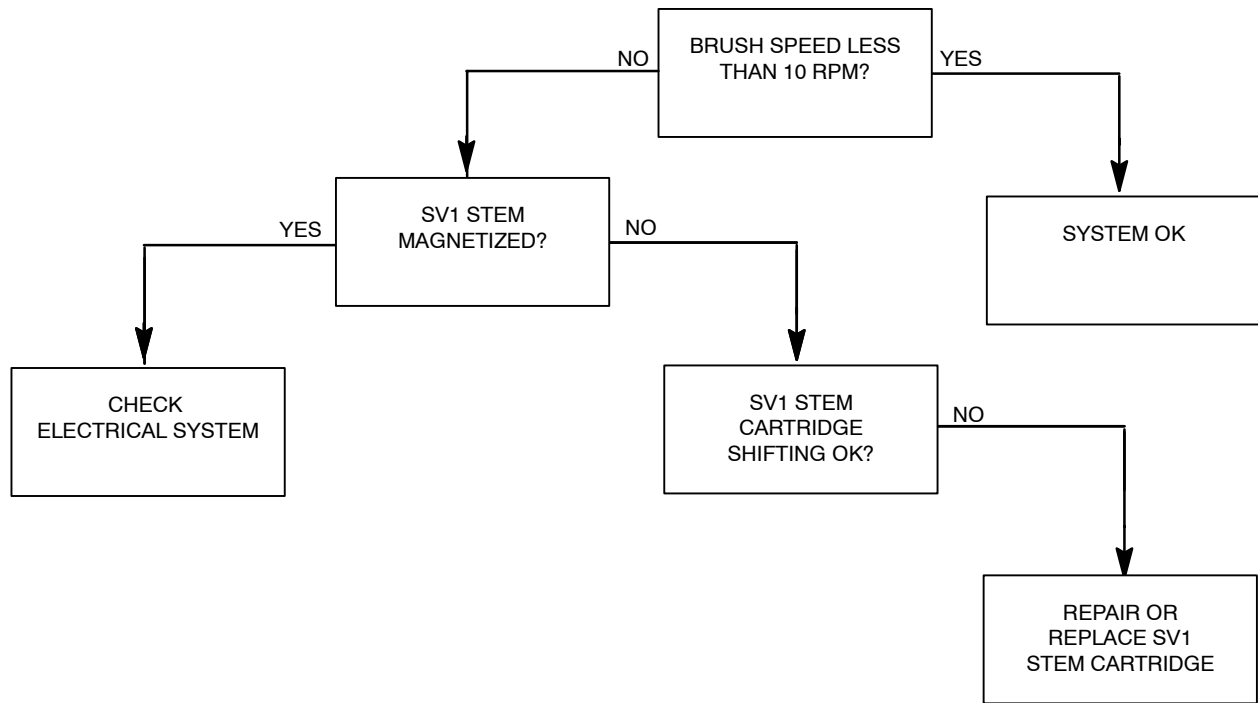 BRUSH SPEED LESS
THAN 10 RPM?
NO
YES
SV1 STEM
MAGNETIZED?
YES
NO
SYSTEM OK
CHECK
ELECTRICAL SYSTEM
SV1 STEM
CARTRIDGE
SHIFTING OK?
NO
REPAIR OR
REPLACE SV1
STEM CARTRIDGE